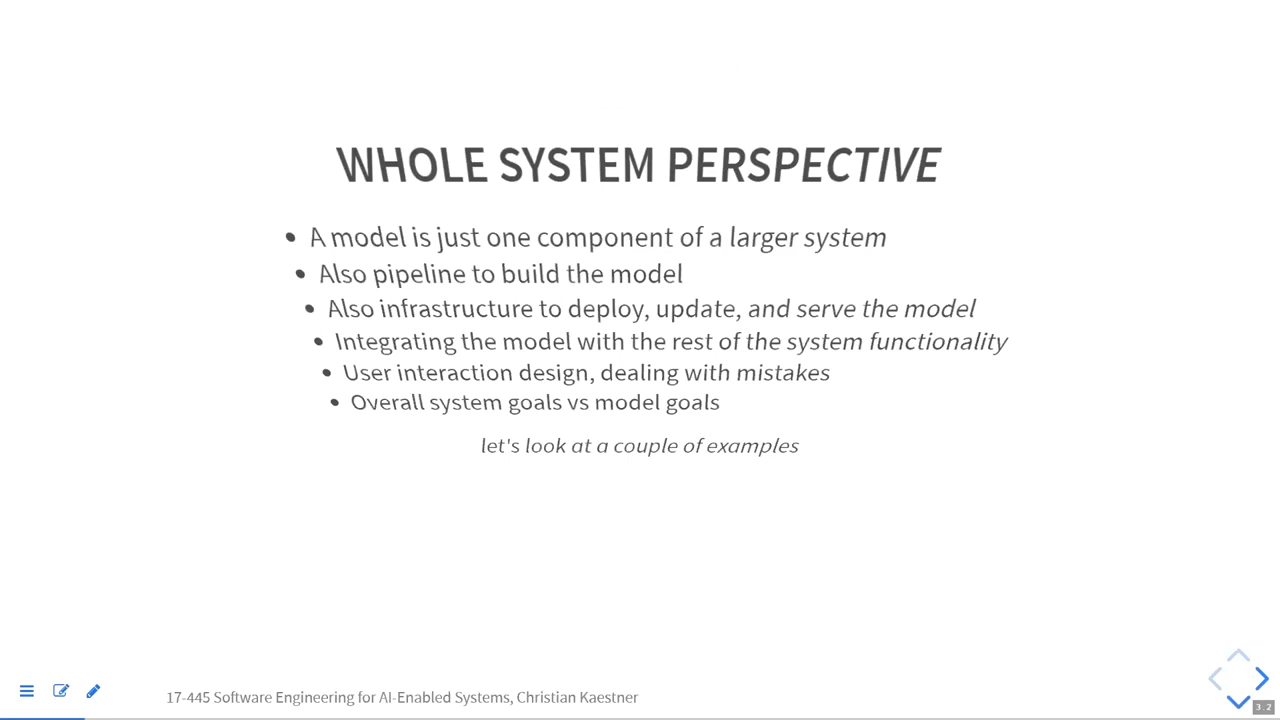 WHOLE SYSTEM PERSPECTIVE
• A model is just one component of a larger system
• Also pipeline to build the model
• Also infrastructure to deploy, update, and serve the model
• Integrating the model with the rest of the system functionality
• User interaction design, dealing with mistakes
• Overall system goals vs model goals
let's look at a couple of examples
17-445 Software Engineering for AI-Enabled Systems, Christian Kaestner
3.2